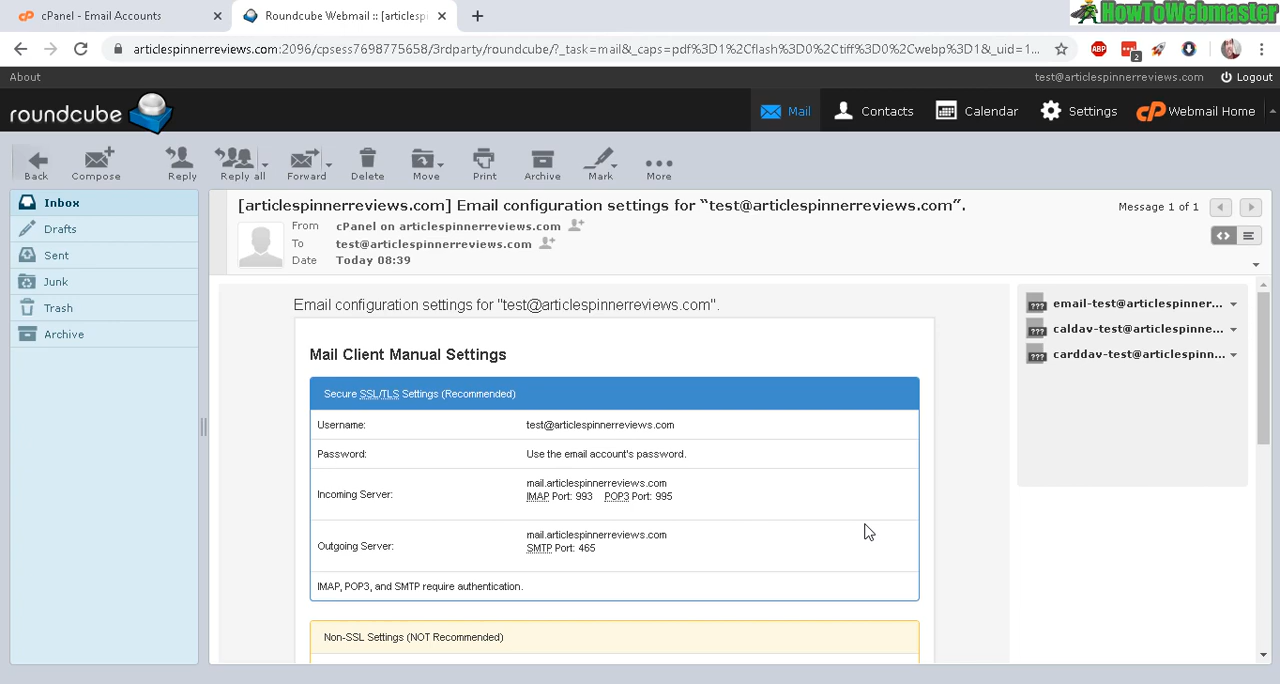 cPanel - Email Accounts
Roundcube Webmail :: [articlesp
HowToWebmaster
articlespinnerreviews.com:2096/cpsess7698775658/3rdparty/roundcube/?_task=mail&_caps=pdf%3D1%2Cflash%3D0%2Ctiff%3D0%2Cwebp%3D1&_uid=1...
ABP
2
About
test@articlespinnerreviews.com
Logout
roundcube
Mail
Contacts
Calendar
Settings
cP Webmail Home
Back
Compose
Reply
Reply all
Forward
Delete
Move
Print
Archive
Mark
More
Inbox
Drafts
Sent
Junk
Trash
Archive
[articlespinnerreviews.com] Email configuration settings for “test@articlespinnerreviews.com”.
Message 1 of 1
From cPanel on articlespinnerreviews.com
To test@articlespinnerreviews.com
Date Today 08:39
Email configuration settings for "test@articlespinnerreviews.com".
Mail Client Manual Settings
Secure SSL/TLS Settings (Recommended)
Username: test@articlespinnerreviews.com
Password: Use the email account's password.
Incoming Server: mail.articlespinnerreviews.com
IMAP Port: 993 POP3 Port: 995
Outgoing Server: mail.articlespinnerreviews.com
SMTP Port: 465
IMAP, POP3, and SMTP require authentication.
Non-SSL Settings (NOT Recommended)
??? email-test@articlespinner...
??? caldav-test@articlespinne...
??? carddav-test@articlespinn...